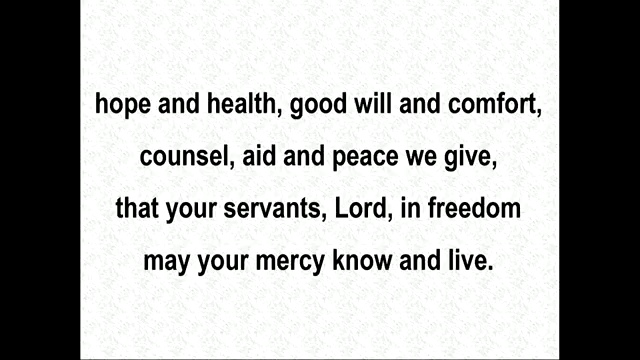 hope and health, good will and comfort,
counsel, aid and peace we give,
that your servants, Lord, in freedom
may your mercy know and live.